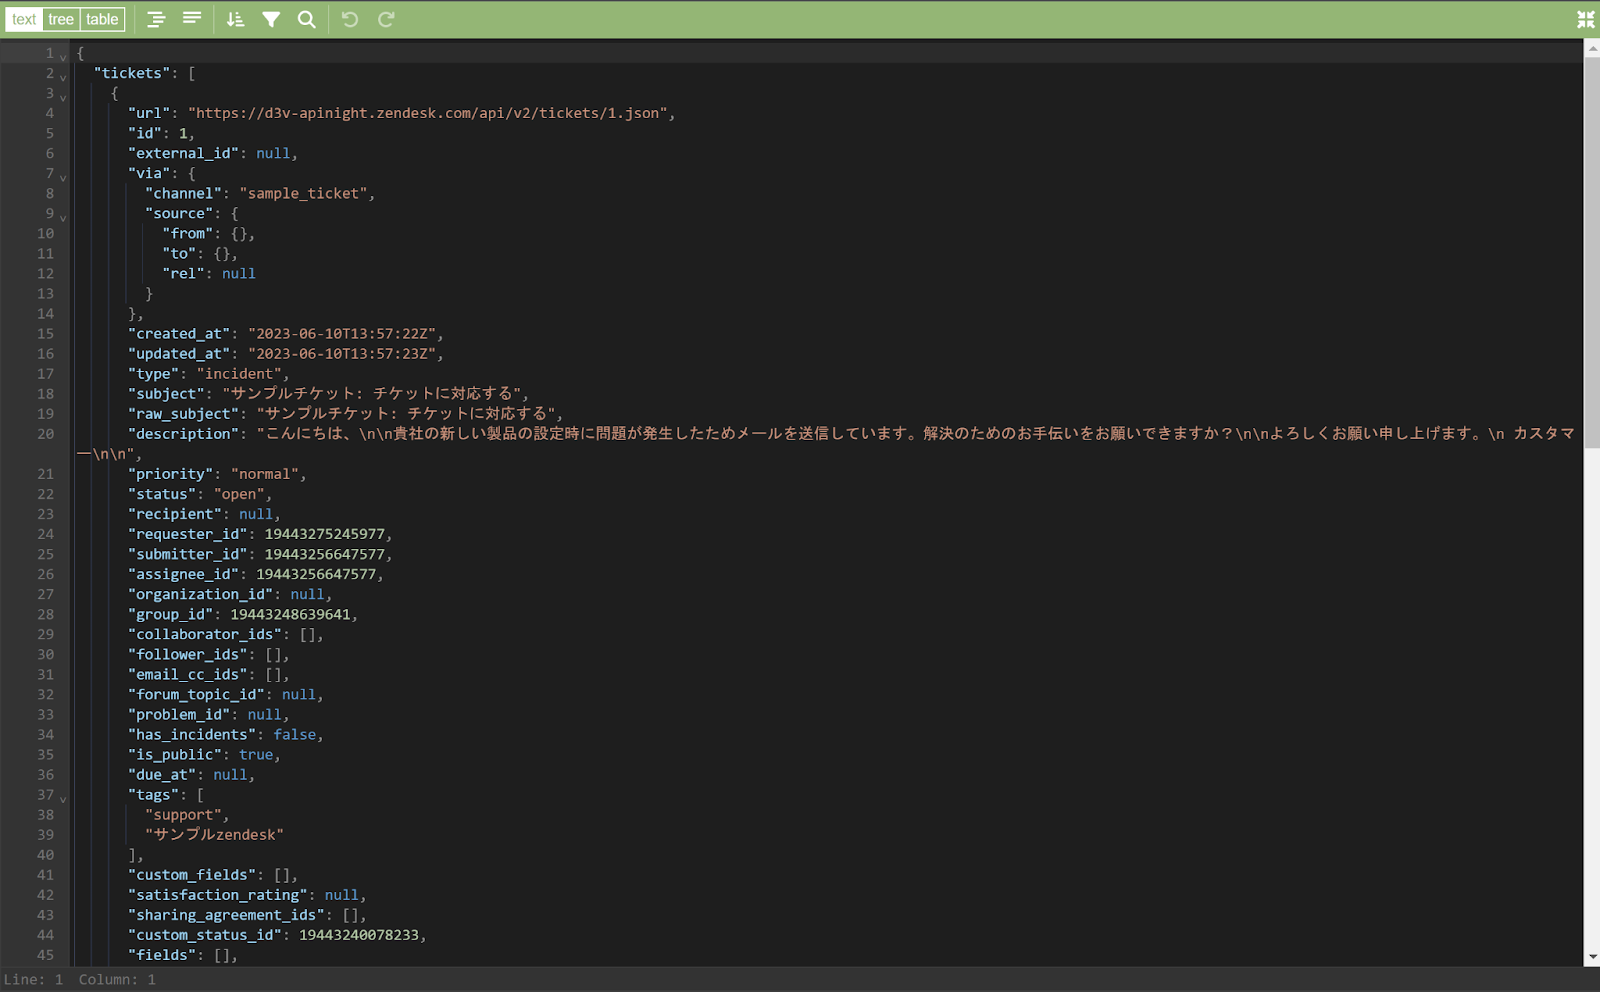 text tree table
1 {
2 "tickets": [
3 {
4 "url": "https://d3v-apinight.zendesk.com/api/v2/tickets/1.json",
5 "id": 1,
6 "external_id": null,
7 "via": {
8 "channel": "sample_ticket",
9 "source": {
10 "from": {},
11 "to": {},
12 "rel": null
13 }
14 },
15 "created_at": "2023-06-10T13:57:22Z",
16 "updated_at": "2023-06-10T13:57:23Z",
17 "type": "incident",
18 "subject": "サンプルチケット: チケットに対応する",
19 "raw_subject": "サンプルチケット: チケットに対応する",
20 "description": "こんにちは、\n\n貴社の新しい製品の設定時に問題が発生したためメールを送信しています。解決のためのお手伝いをお願いできますか？\n\nよろしくお願い申し上げます。\n カスタマ
ー\n\n",
21 "priority": "normal",
22 "status": "open",
23 "recipient": null,
24 "requester_id": 19443275245977,
25 "submitter_id": 19443256647577,
26 "assignee_id": 19443256647577,
27 "organization_id": null,
28 "group_id": 19443248639641,
29 "collaborator_ids": [],
30 "follower_ids": [],
31 "email_cc_ids": [],
32 "forum_topic_id": null,
33 "problem_id": null,
34 "has_incidents": false,
35 "is_public": true,
36 "due_at": null,
37 "tags": [
38 "support",
39 "サンプルzendesk"
40 ],
41 "custom_fields": [],
42 "satisfaction_rating": null,
43 "sharing_agreement_ids": [],
44 "custom_status_id": 19443240078233,
45 "fields": [],
Line: 1 Column: 1